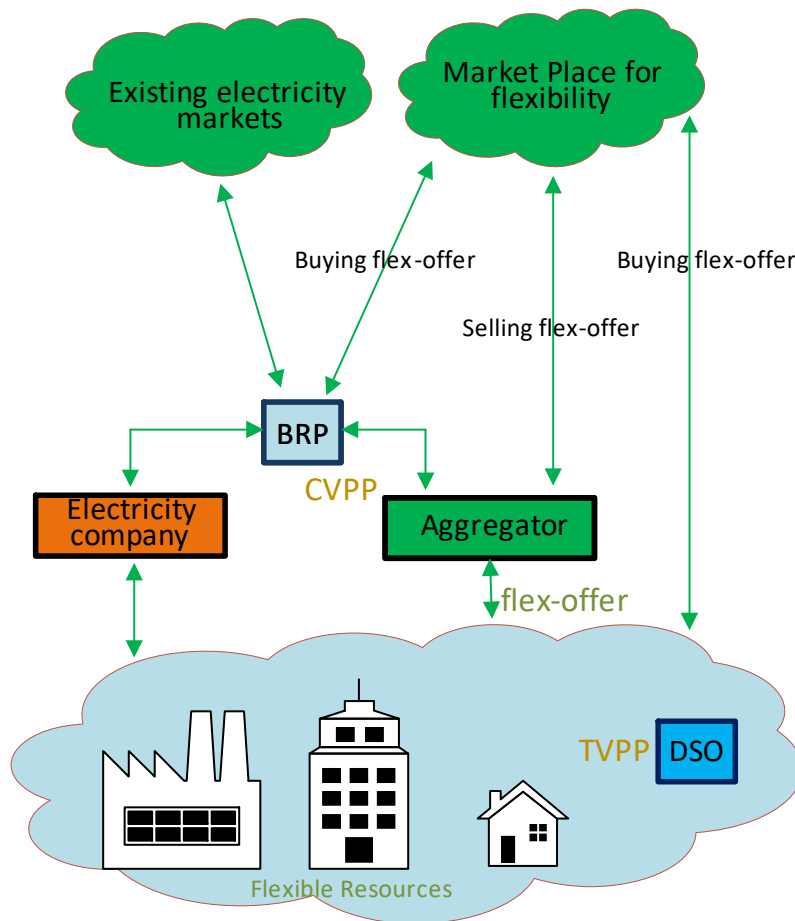 Existing electricity
markets
Market Place for
flexibility
Buying flex-offer
Buying flex-offer
Selling flex-offer
BRP
CVPP
Electricity
company
Aggregator
flex-offer
TVPP
DSO
Flexible Resources